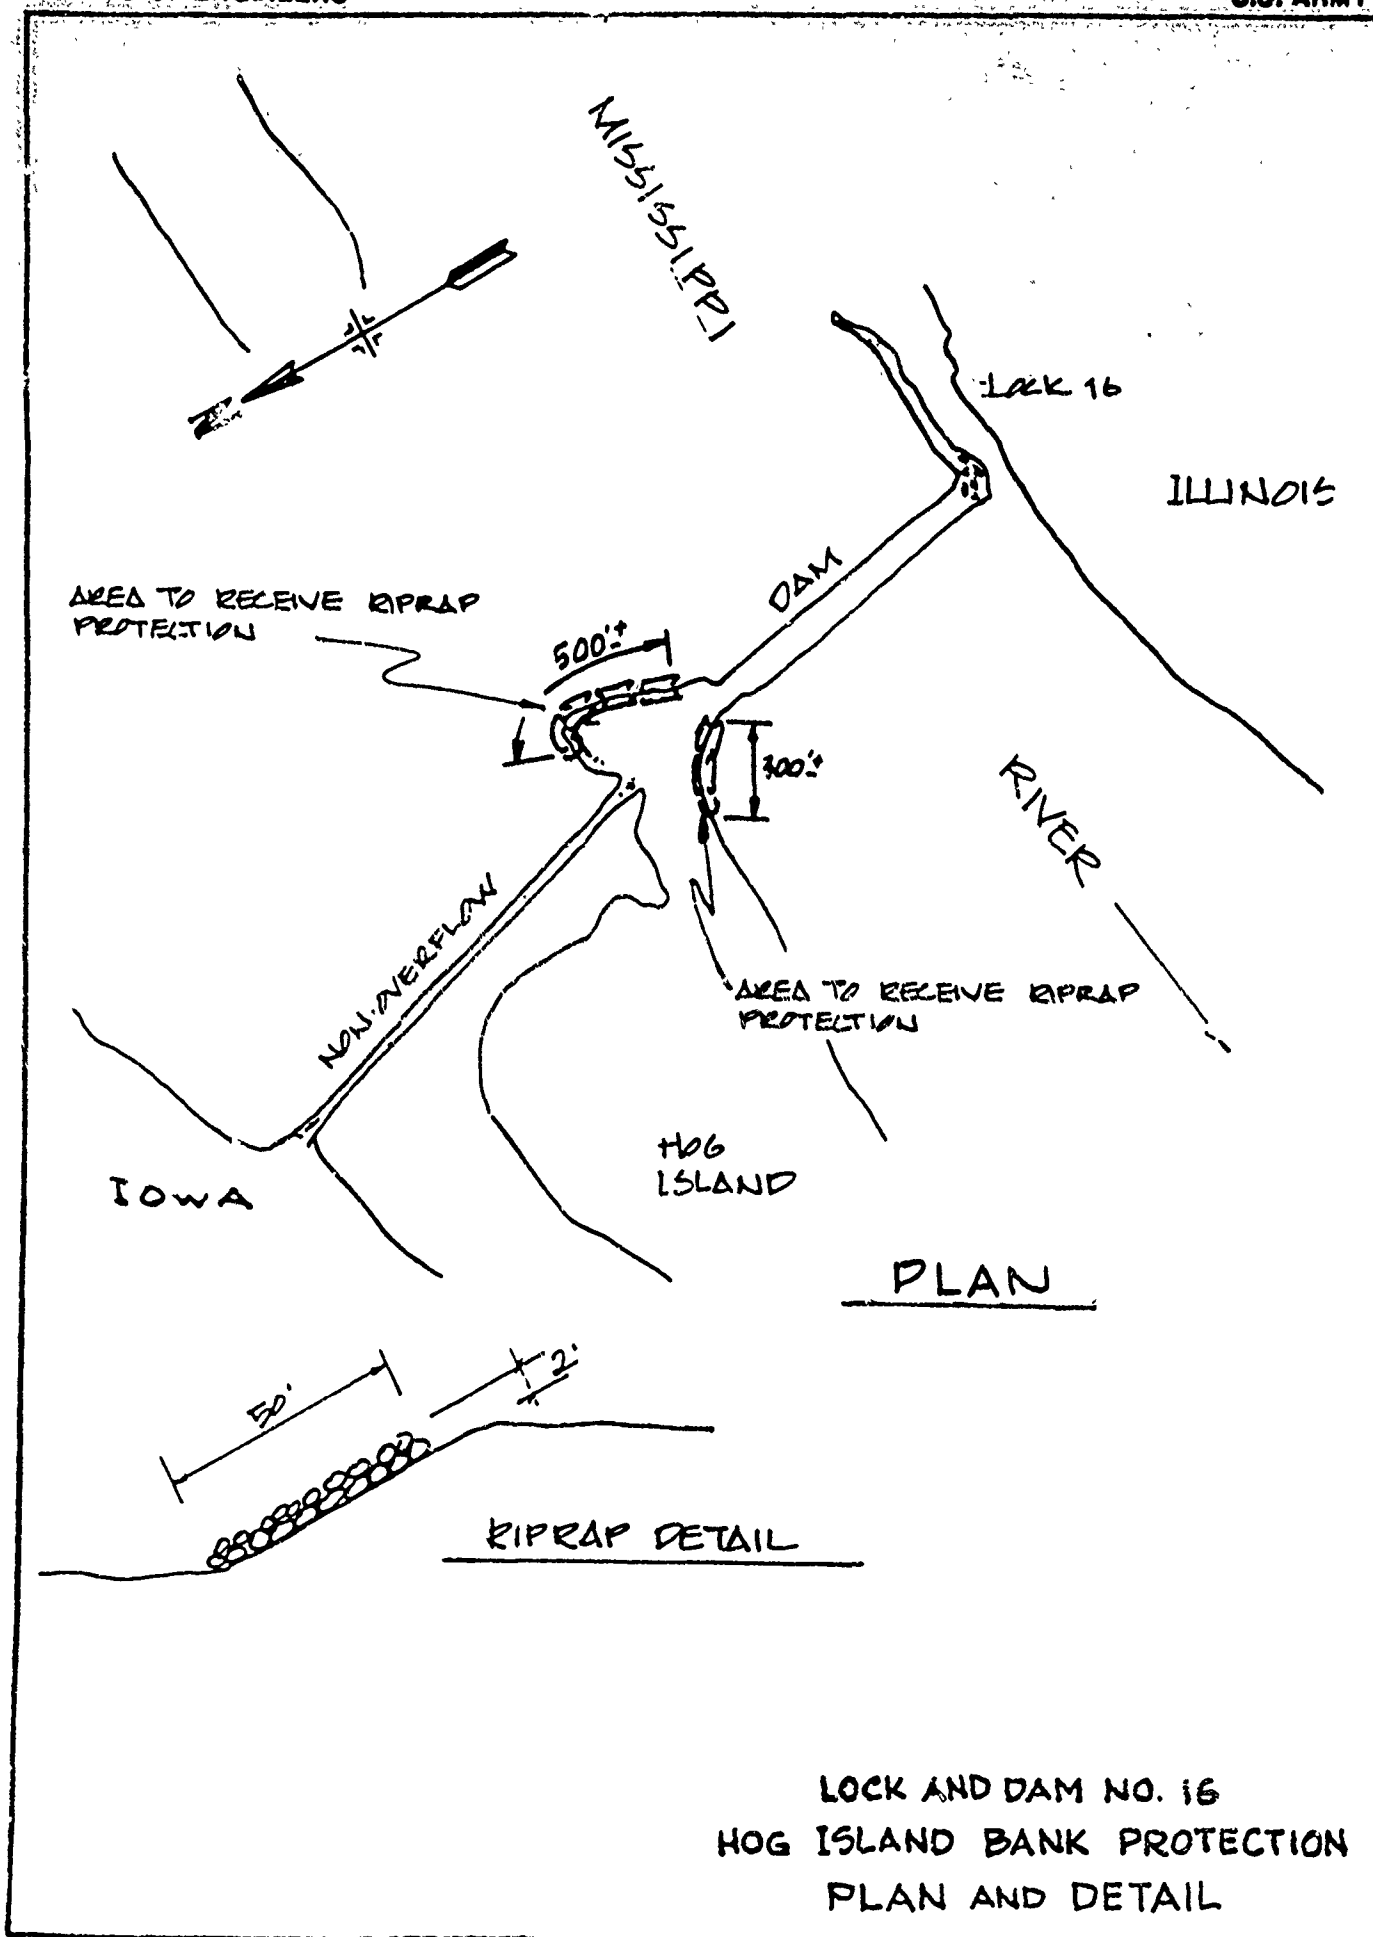 U.S. ARMY
MISSISSIPPI
N
LOCK 16
ILLINOIS
DAM
AREA TO RECEIVE RIPRAP
PROTECTION
500'±
300'±
RIVER
NON-OVERFLOW
AREA TO RECEIVE RIPRAP
PROTECTION
HOG
ISLAND
IOWA
PLAN
50'
2'
RIPRAP DETAIL
LOCK AND DAM NO. 16
HOG ISLAND BANK PROTECTION
PLAN AND DETAIL